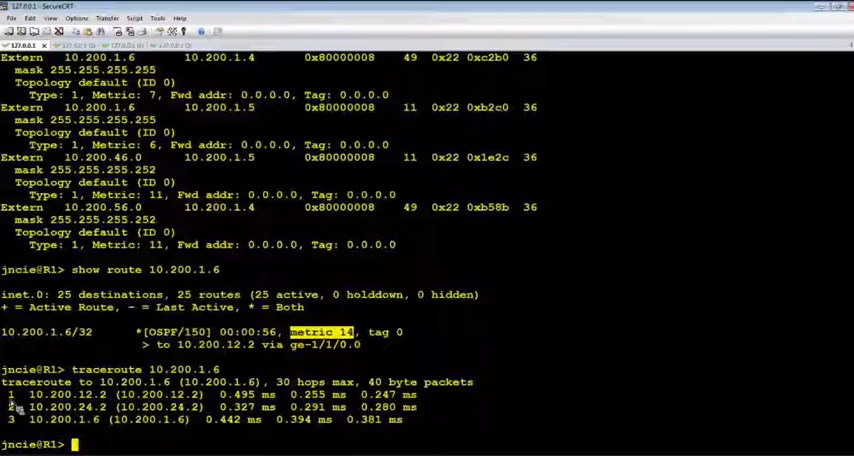 127.0.0.1 - SecureCRT
File Edit View Options Transfer Script Tools Help
127.0.0.1
Extern 10.200.1.6 10.200.1.4 0x80000008 49 0x22 0xc2b0 36
mask 255.255.255.255
Topology default (ID 0)
Type: 1, Metric: 7, Fwd addr: 0.0.0.0, Tag: 0.0.0.0
Extern 10.200.1.6 10.200.1.5 0x80000008 11 0x22 0xb2c0 36
mask 255.255.255.255
Topology default (ID 0)
Type: 1, Metric: 6, Fwd addr: 0.0.0.0, Tag: 0.0.0.0
Extern 10.200.46.0 10.200.1.5 0x80000008 11 0x22 0x1e2c 36
mask 255.255.255.252
Topology default (ID 0)
Type: 1, Metric: 11, Fwd addr: 0.0.0.0, Tag: 0.0.0.0
Extern 10.200.56.0 10.200.1.4 0x80000008 49 0x22 0xb58b 36
mask 255.255.255.252
Topology default (ID 0)
Type: 1, Metric: 11, Fwd addr: 0.0.0.0, Tag: 0.0.0.0
jncie@R1> show route 10.200.1.6
inet.0: 25 destinations, 25 routes (25 active, 0 holddown, 0 hidden)
+ = Active Route, - = Last Active, * = Both
10.200.1.6/32 *[OSPF/150] 00:00:56, metric 14, tag 0
> to 10.200.12.2 via ge-1/1/0.0
jncie@R1> traceroute 10.200.1.6
traceroute to 10.200.1.6 (10.200.1.6), 30 hops max, 40 byte packets
1 10.200.12.2 (10.200.12.2) 0.495 ms 0.255 ms 0.247 ms
2 10.200.24.2 (10.200.24.2) 0.327 ms 0.291 ms 0.280 ms
3 10.200.1.6 (10.200.1.6) 0.442 ms 0.394 ms 0.381 ms
jncie@R1>